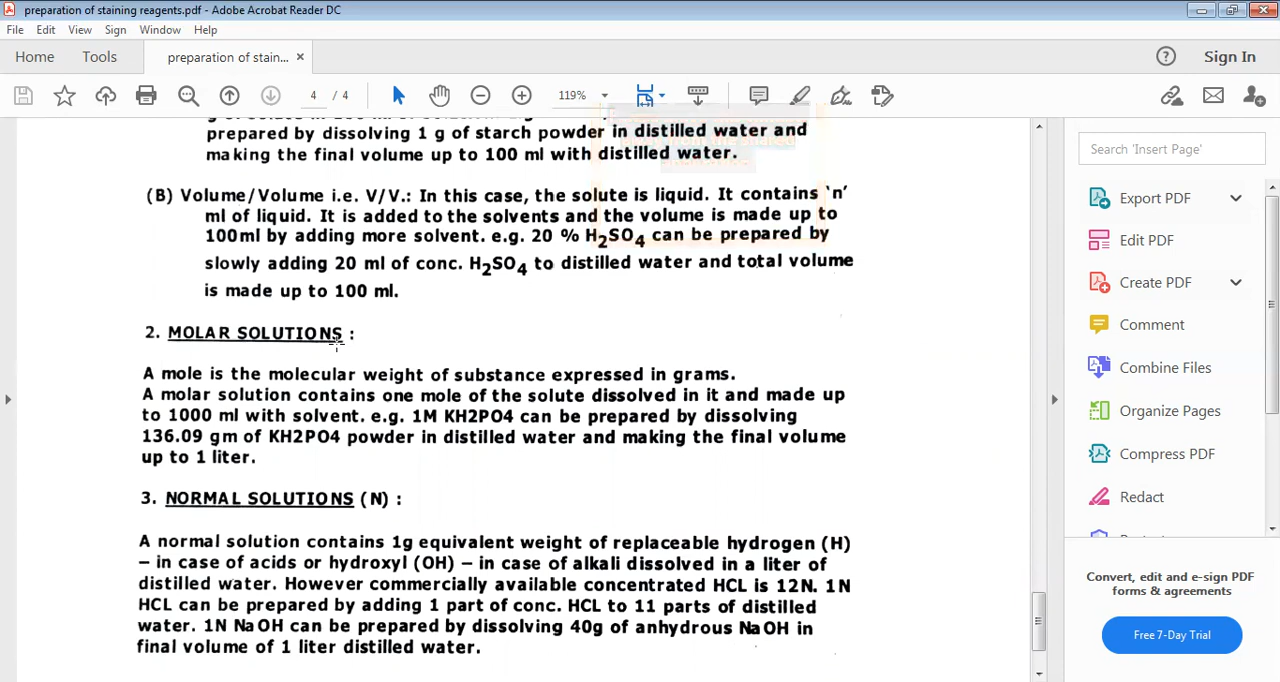 preparation of staining reagents.pdf - Adobe Acrobat Reader DC
File Edit View Sign Window Help
Home Tools preparation of stain... × ? Sign In
4 / 4 119%
prepared by dissolving 1 g of starch powder in distilled water and
making the final volume up to 100 ml with distilled water.
(B) Volume/Volume i.e. V/V.: In this case, the solute is liquid. It contains 'n'
ml of liquid. It is added to the solvents and the volume is made up to
100ml by adding more solvent. e.g. 20 % H2SO4 can be prepared by
slowly adding 20 ml of conc. H2SO4 to distilled water and total volume
is made up to 100 ml.
2. MOLAR SOLUTIONS :
A mole is the molecular weight of substance expressed in grams.
A molar solution contains one mole of the solute dissolved in it and made up
to 1000 ml with solvent. e.g. 1M KH2PO4 can be prepared by dissolving
136.09 gm of KH2PO4 powder in distilled water and making the final volume
up to 1 liter.
3. NORMAL SOLUTIONS (N) :
A normal solution contains 1g equivalent weight of replaceable hydrogen (H)
– in case of acids or hydroxyl (OH) – in case of alkali dissolved in a liter of
distilled water. However commercially available concentrated HCL is 12N. 1N
HCL can be prepared by adding 1 part of conc. HCL to 11 parts of distilled
water. 1N NaOH can be prepared by dissolving 40g of anhydrous NaOH in
final volume of 1 liter distilled water.
Search 'Insert Page'
Export PDF
Edit PDF
Create PDF
Comment
Combine Files
Organize Pages
Compress PDF
Redact
Convert, edit and e-sign PDF
forms & agreements
Free 7-Day Trial